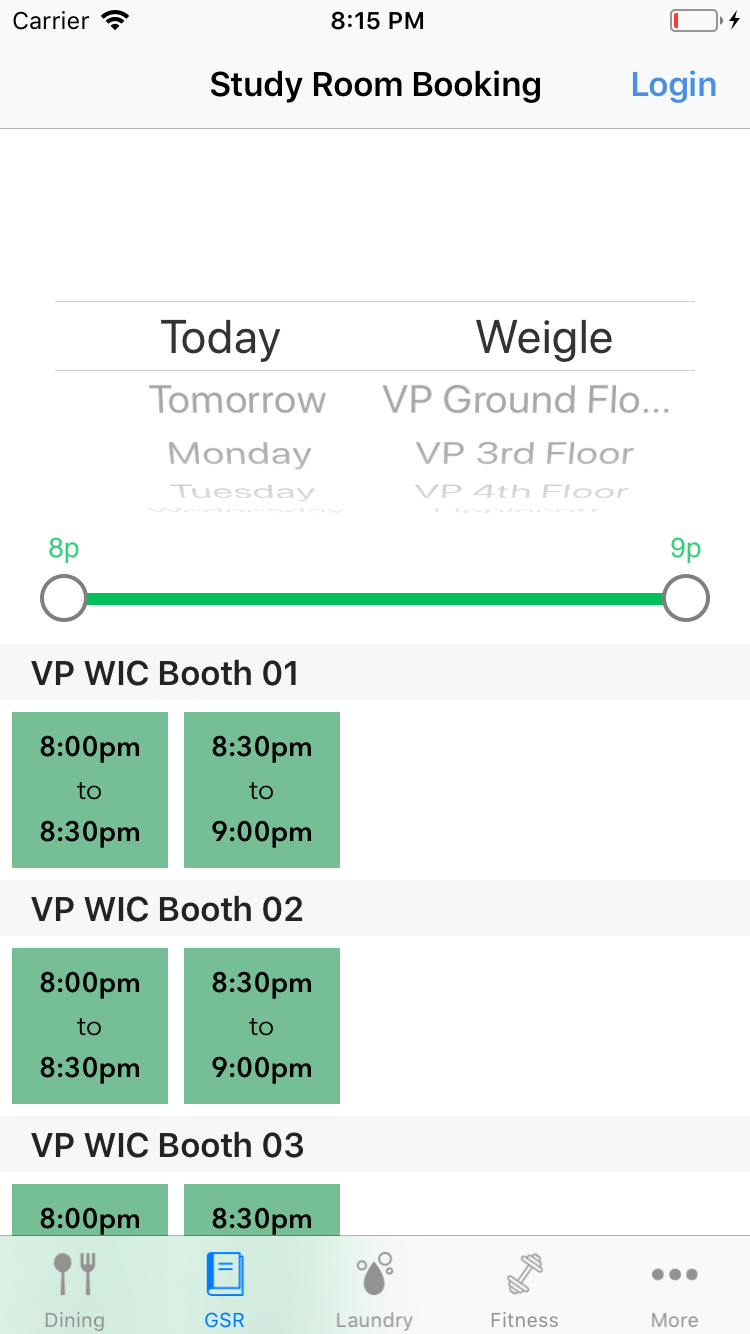 Carrier 8:15 PM
Study Room Booking Login
Today Weigle
Tomorrow VP Ground Flo...
Monday VP 3rd Floor
Tuesday VP 4th Floor
Wednesday Lippincott
8p 9p
VP WIC Booth 01
8:00pm 8:30pm
to to
8:30pm 9:00pm
VP WIC Booth 02
8:00pm 8:30pm
to to
8:30pm 9:00pm
VP WIC Booth 03
8:00pm 8:30pm
Dining GSR Laundry Fitness More